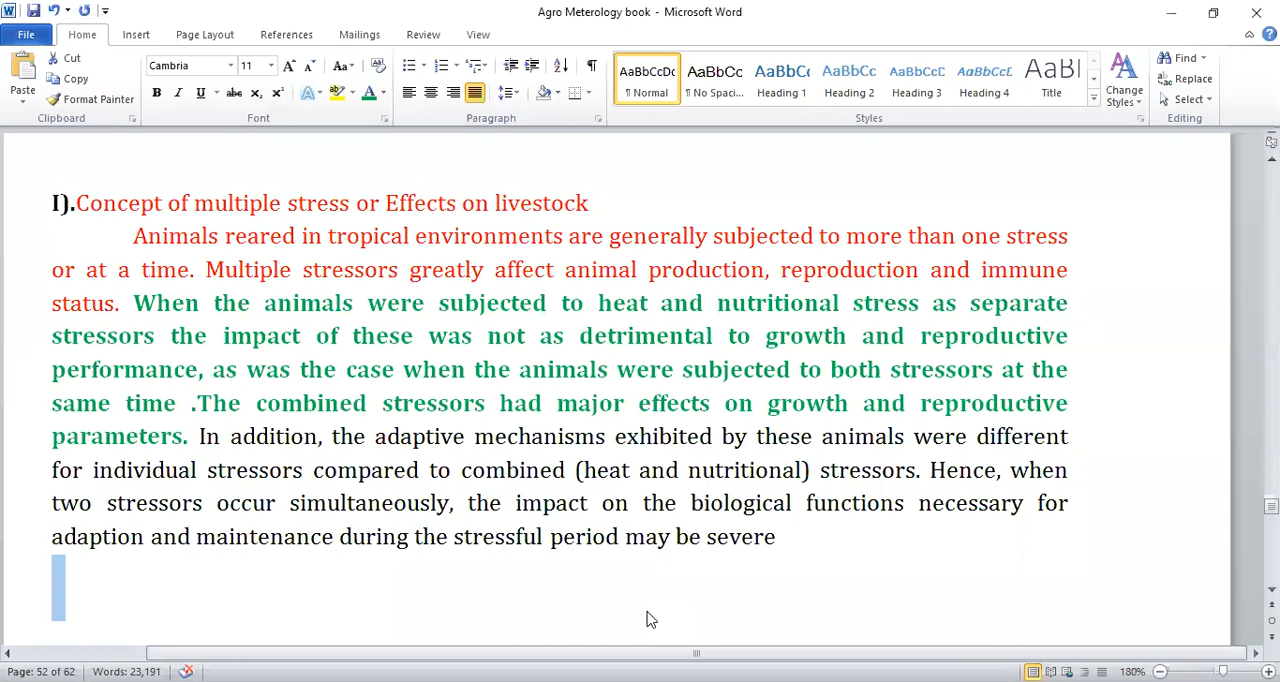 Agro Meterology book - Microsoft Word
File Home Insert Page Layout References Mailings Review View
Paste
Cut
Copy
Format Painter
Clipboard
Cambria 11
Font
Paragraph
AaBbCcDc AaBbCc AaBbCc AaBbCc AaBbCcD AaBbCcD AaBl
¶ Normal ¶ No Spaci... Heading 1 Heading 2 Heading 3 Heading 4 Title
Change Styles
Styles
Find
Replace
Select
Editing
I).Concept of multiple stress or Effects on livestock
Animals reared in tropical environments are generally subjected to more than one stress
or at a time. Multiple stressors greatly affect animal production, reproduction and immune
status. When the animals were subjected to heat and nutritional stress as separate
stressors the impact of these was not as detrimental to growth and reproductive
performance, as was the case when the animals were subjected to both stressors at the
same time .The combined stressors had major effects on growth and reproductive
parameters. In addition, the adaptive mechanisms exhibited by these animals were different
for individual stressors compared to combined (heat and nutritional) stressors. Hence, when
two stressors occur simultaneously, the impact on the biological functions necessary for
adaption and maintenance during the stressful period may be severe
Page: 52 of 62 Words: 23,191 180%